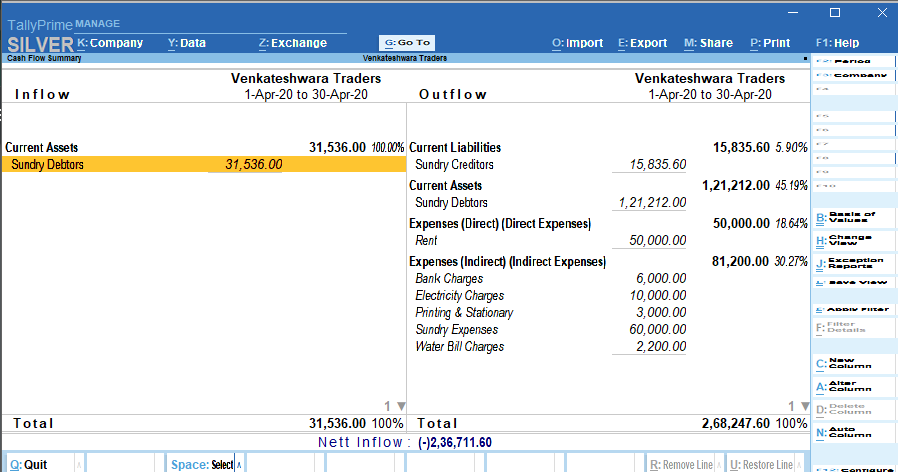 TallyPrime MANAGE
SILVER K: Company Y: Data Z: Exchange G: Go To O: Import E: Export M: Share P: Print F1: Help
Cash Flow Summary Venkateshwara Traders
Inflow Venkateshwara Traders 1-Apr-20 to 30-Apr-20
Outflow Venkateshwara Traders 1-Apr-20 to 30-Apr-20
Current Assets 31,536.00 100.00%
Sundry Debtors 31,536.00
Current Liabilities 15,835.60 5.90%
Sundry Creditors 15,835.60
Current Assets 1,21,212.00 45.19%
Sundry Debtors 1,21,212.00
Expenses (Direct) (Direct Expenses) 50,000.00 18.64%
Rent 50,000.00
Expenses (Indirect) (Indirect Expenses) 81,200.00 30.27%
Bank Charges 6,000.00
Electricity Charges 10,000.00
Printing & Stationary 3,000.00
Sundry Expenses 60,000.00
Water Bill Charges 2,200.00
1 ▼ 1 ▼
Total 31,536.00 100% Total 2,68,247.60 100%
Nett Inflow : (-)2,36,711.60
Q: Quit Space: Select R: Remove Line U: Restore Line
Period
Company
F4
F5
F6
F7
F8
F9
F10
B: Basis of
Values
H: Change
View
J: Exception
Reports
Save View
Apply Filter
F: Filter
Details
C: New
Column
A: Alter
Column
D: Delete
Column
N: Auto
Column
F12: Configure